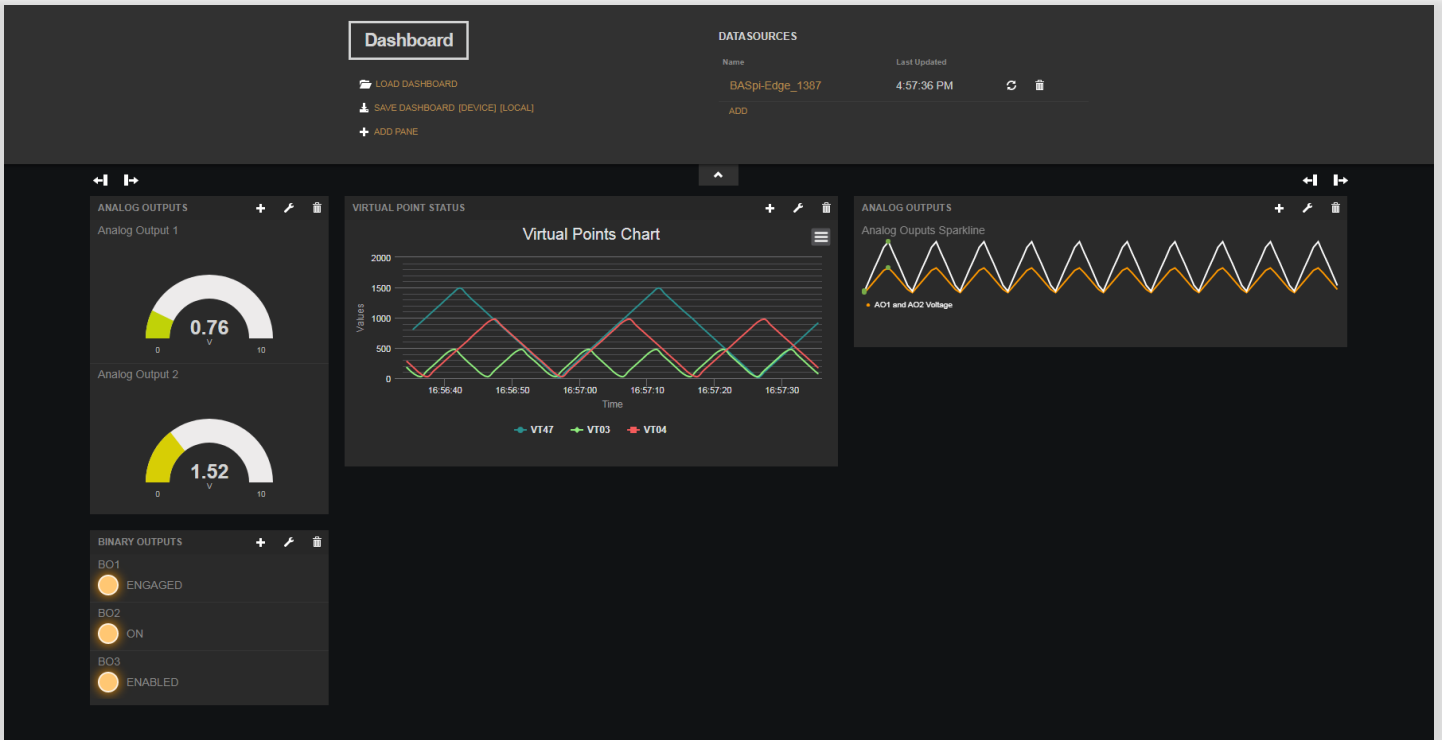 Dashboard
LOAD DASHBOARD
SAVE DASHBOARD [DEVICE] [LOCAL]
ADD PANE
DATASOURCES
Name Last Updated
BASpi-Edge_1387 4:57:36 PM
ADD
ANALOG OUTPUTS
Analog Output 1
0.76
V
0 10
Analog Output 2
1.52
V
0 10
BINARY OUTPUTS
BO1
ENGAGED
BO2
ON
BO3
ENABLED
VIRTUAL POINT STATUS
Virtual Points Chart
2000
1500
1000
500
0
Values
16:56:40 16:56:50 16:57:00 16:57:10 16:57:20 16:57:30
Time
VT47 VT03 VT04
ANALOG OUTPUTS
Analog Ouputs Sparkline
AO1 and AO2 Voltage